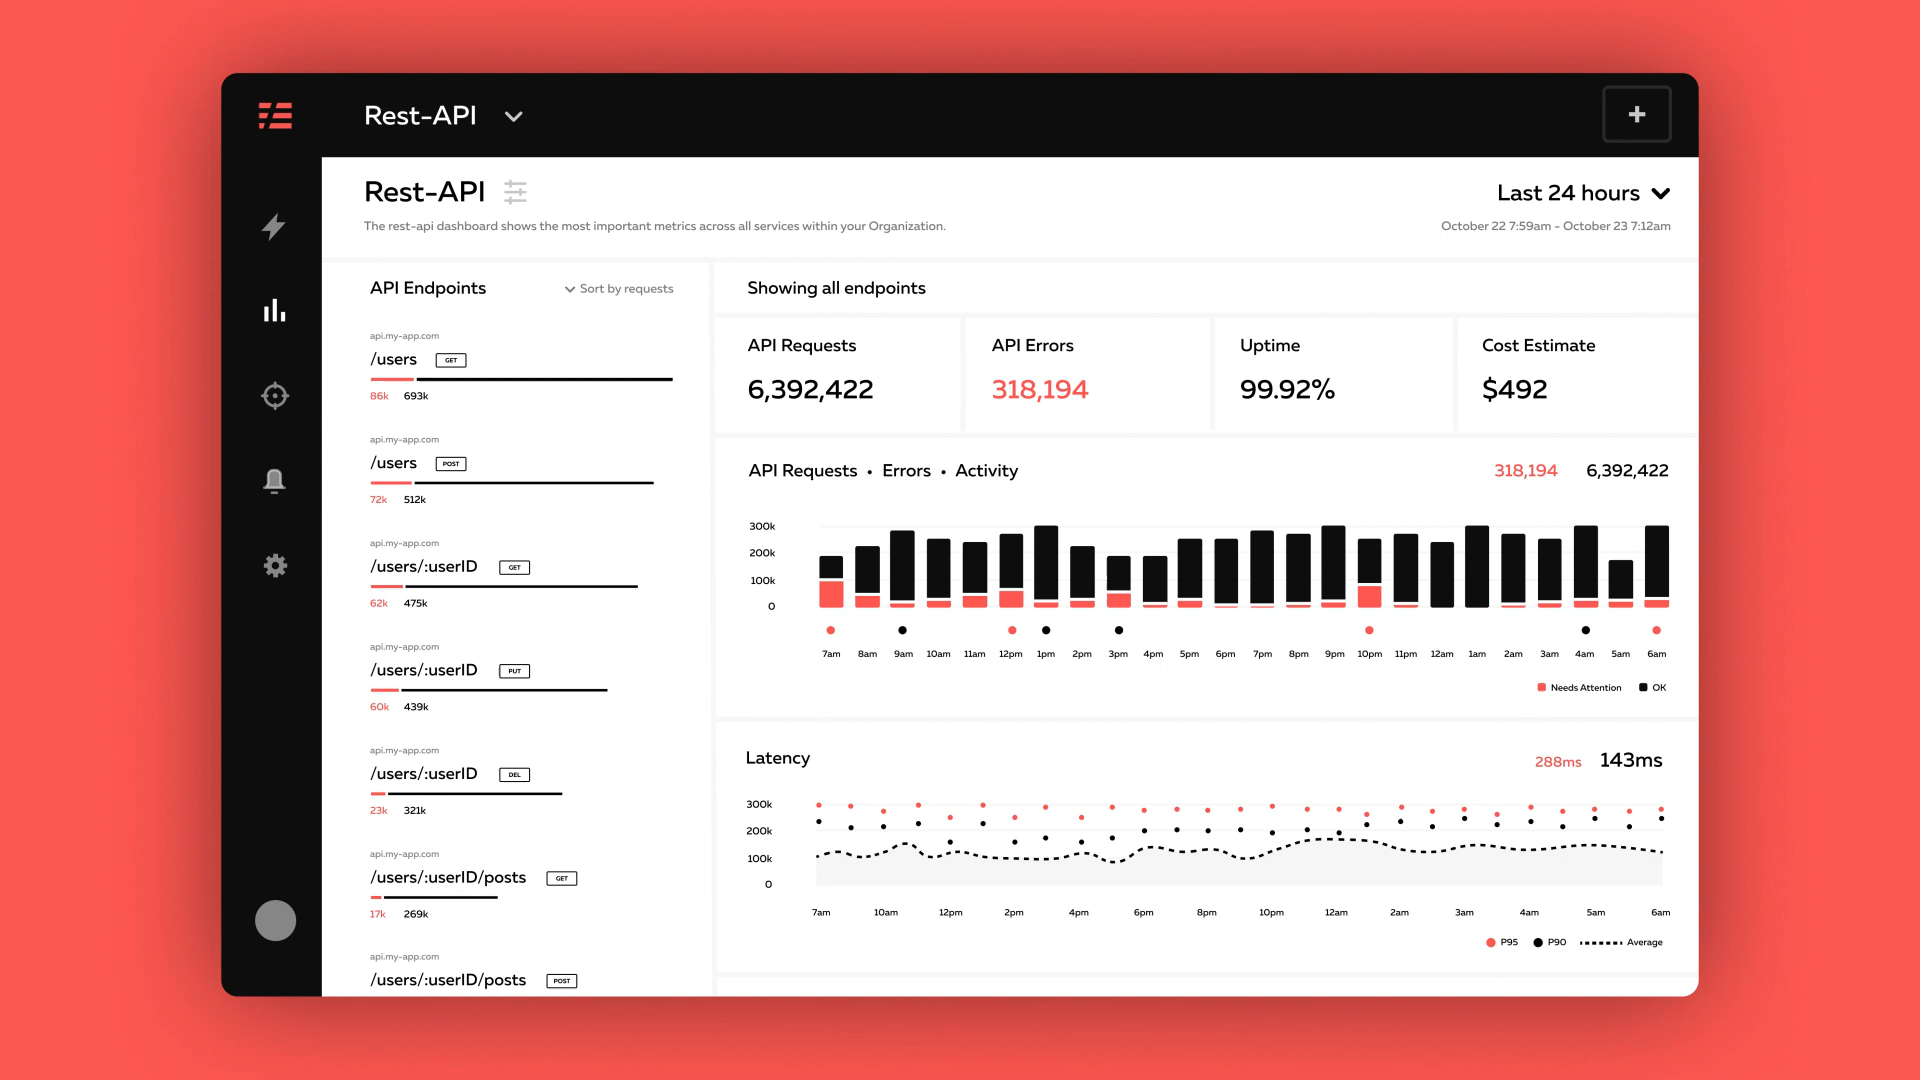 Rest-API
Rest-API
The rest-api dashboard shows the most important metrics across all services within your Organization.
Last 24 hours
October 22 7:59am - October 23 7:12am
API Endpoints
Sort by requests
api.my-app.com
/users GET
86k 693k
api.my-app.com
/users POST
72k 512k
api.my-app.com
/users/:userID GET
62k 475k
api.my-app.com
/users/:userID PUT
60k 439k
api.my-app.com
/users/:userID DEL
23k 321k
api.my-app.com
/users/:userID/posts GET
17k 269k
api.my-app.com
/users/:userID/posts POST
Showing all endpoints
API Requests
6,392,422
API Errors
318,194
Uptime
99.92%
Cost Estimate
$492
API Requests • Errors • Activity
318,194 6,392,422
300k
200k
100k
0
7am 8am 9am 10am 11am 12pm 1pm 2pm 3pm 4pm 5pm 6pm 7pm 8pm 9pm 10pm 11pm 12am 1am 2am 3am 4am 5am 6am
Needs Attention OK
Latency
288ms 143ms
300k
200k
100k
0
7am 10am 12pm 2pm 4pm 6pm 8pm 10pm 12am 2am 3am 4am 5am 6am
P95 P90 Average